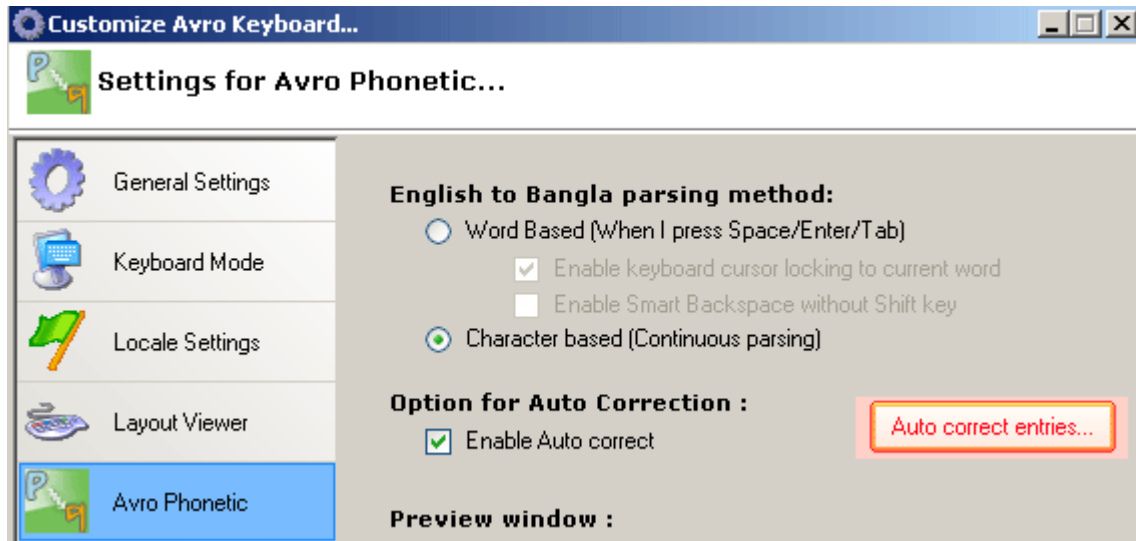 Customize Avro Keyboard...
Settings for Avro Phonetic...
General Settings
Keyboard Mode
Locale Settings
Layout Viewer
Avro Phonetic
English to Bangla parsing method:
Word Based (When I press Space/Enter/Tab)
Enable keyboard cursor locking to current word
Enable Smart Backspace without Shift key
Character based (Continuous parsing)
Option for Auto Correction :
Enable Auto correct
Auto correct entries...
Preview window :